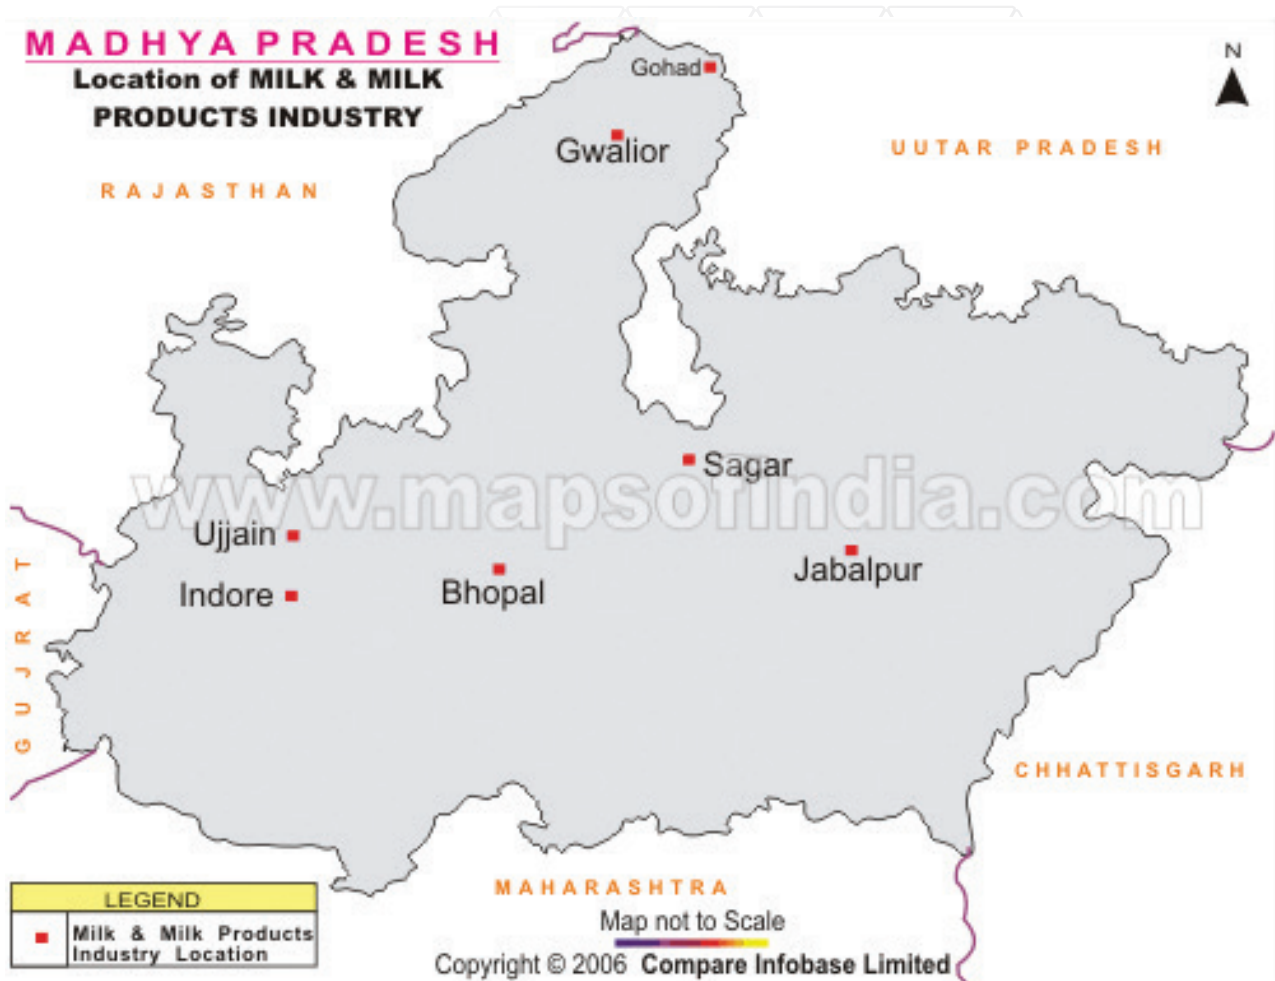 MADHYA PRADESH
Location of MILK & MILK
PRODUCTS INDUSTRY
N
Gohad
Gwalior
UUTAR PRADESH
RAJASTHAN
www.mapsofindia.com
Sagar
Ujjain
Jabalpur
Indore
Bhopal
GUJRAT
CHHATTISGARH
MAHARASHTRA
LEGEND
Milk & Milk Products
Industry Location
Map not to Scale
Copyright © 2006 Compare Infobase Limited